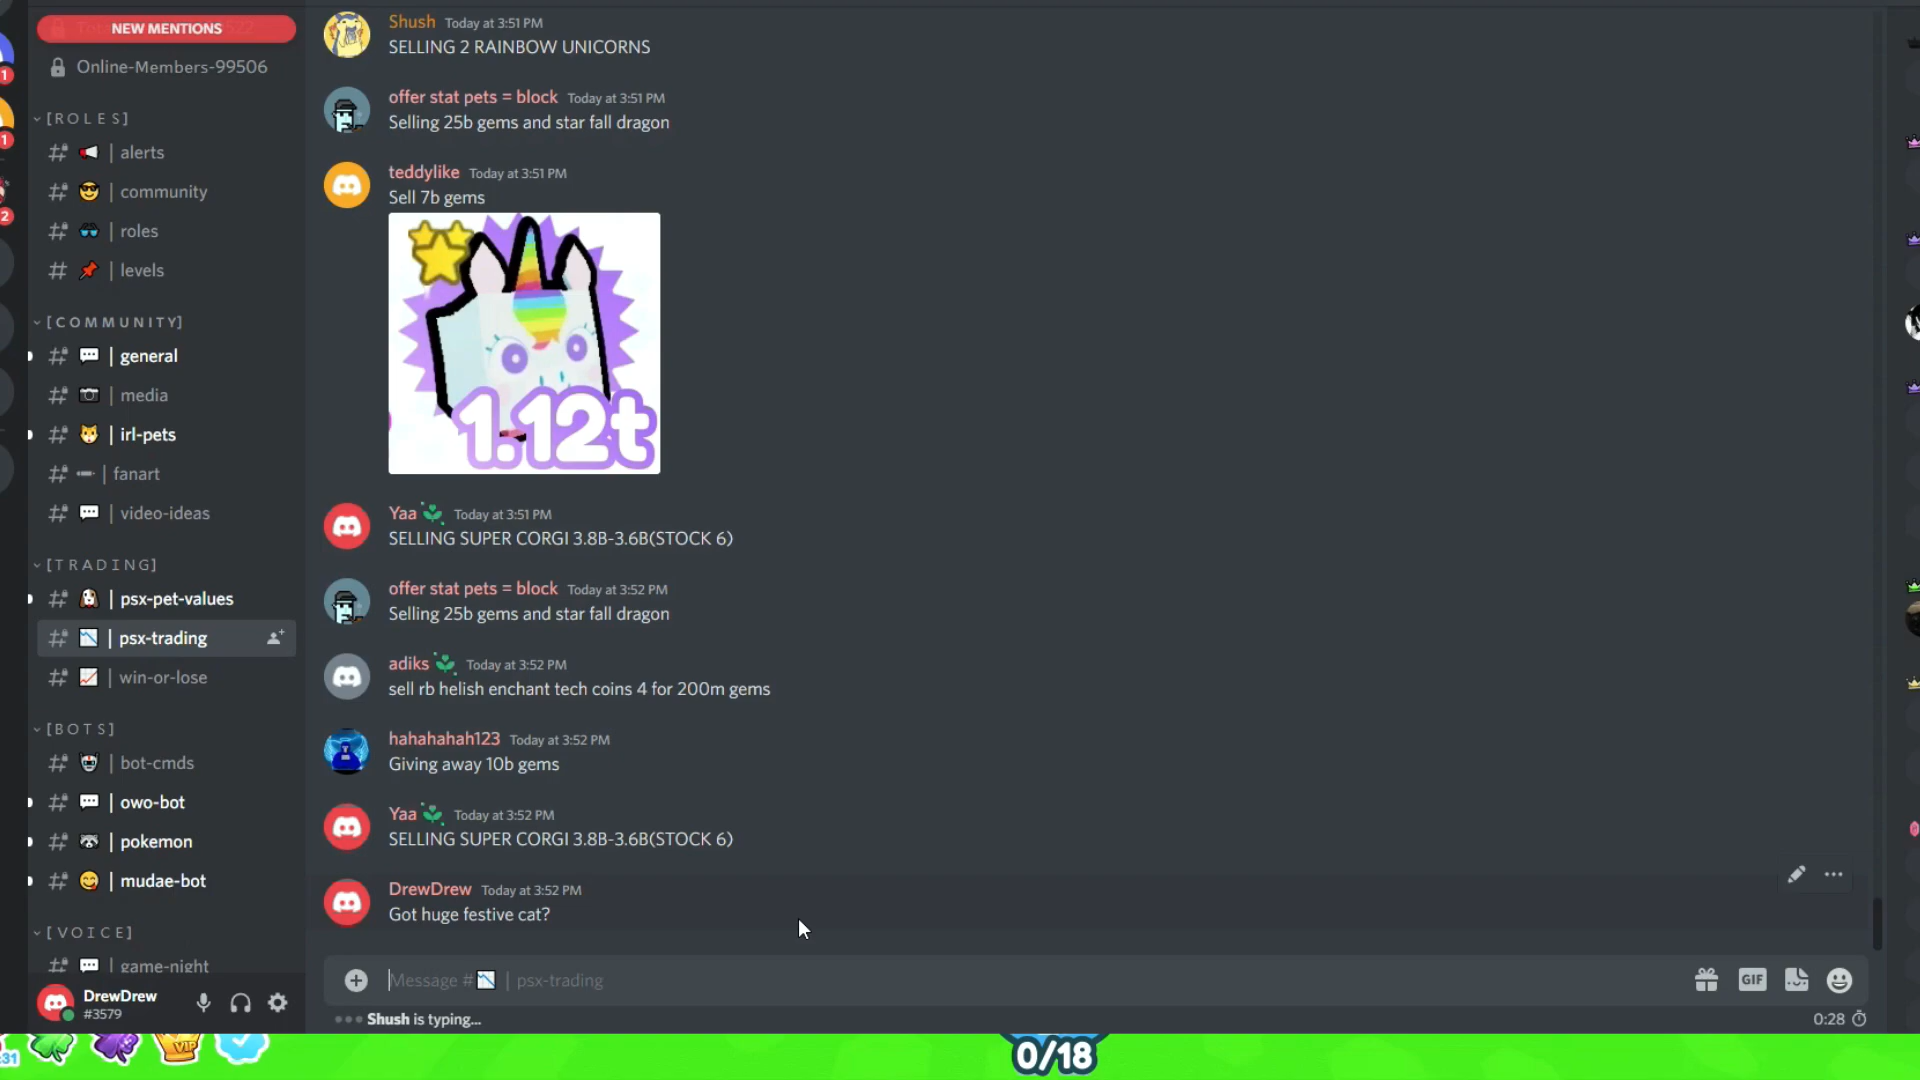 NEW MENTIONS
Online-Members-99506
[ROLES]
| alerts
| community
| roles
| levels
[COMMUNITY]
| general
| media
| irl-pets
| fanart
| video-ideas
[TRADING]
| psx-pet-values
| psx-trading
| win-or-lose
[BOTS]
| bot-cmds
| owo-bot
| pokemon
| mudae-bot
[VOICE]
| game-night
DrewDrew
#3579
1
1
2
Shush Today at 3:51 PM
SELLING 2 RAINBOW UNICORNS
offer stat pets = block Today at 3:51 PM
Selling 25b gems and star fall dragon
teddylike Today at 3:51 PM
Sell 7b gems
1.12t
Yaa Today at 3:51 PM
SELLING SUPER CORGI 3.8B-3.6B(STOCK 6)
offer stat pets = block Today at 3:52 PM
Selling 25b gems and star fall dragon
adiks Today at 3:52 PM
sell rb helish enchant tech coins 4 for 200m gems
hahahahah123 Today at 3:52 PM
Giving away 10b gems
Yaa Today at 3:52 PM
SELLING SUPER CORGI 3.8B-3.6B(STOCK 6)
DrewDrew Today at 3:52 PM
Got huge festive cat?
Message # | psx-trading
GIF
Shush is typing...
0:28
:31
VIP
0/18